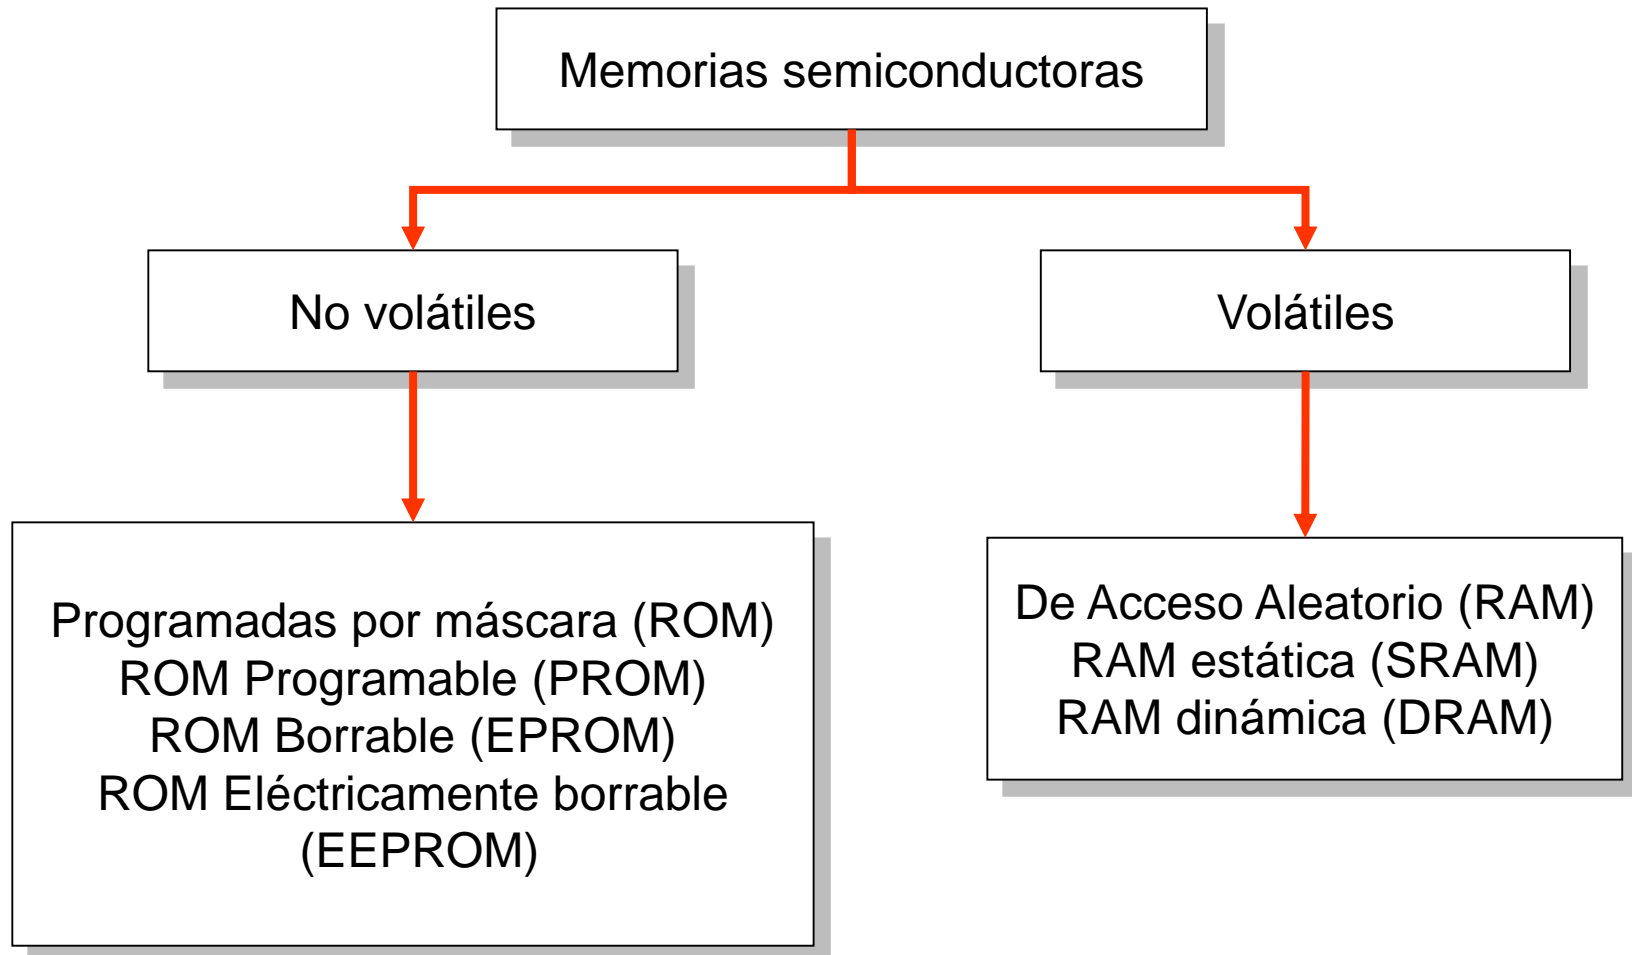 Memorias semiconductoras
No volátiles
Volátiles
Programadas por máscara (ROM)
ROM Programable (PROM)
ROM Borrable (EPROM)
ROM Eléctricamente borrable
(EEPROM)
De Acceso Aleatorio (RAM)
RAM estática (SRAM)
RAM dinámica (DRAM)